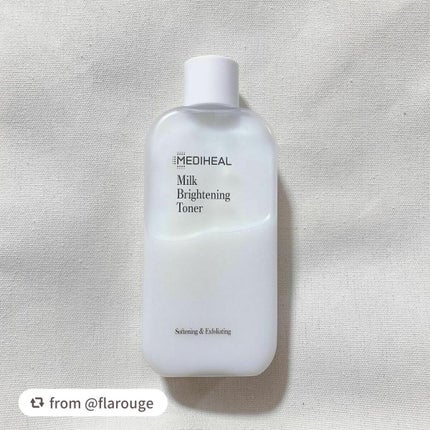 MEDIHEAL
Milk
Brightening
Toner
Softening & Exfoliating
from @flarouge